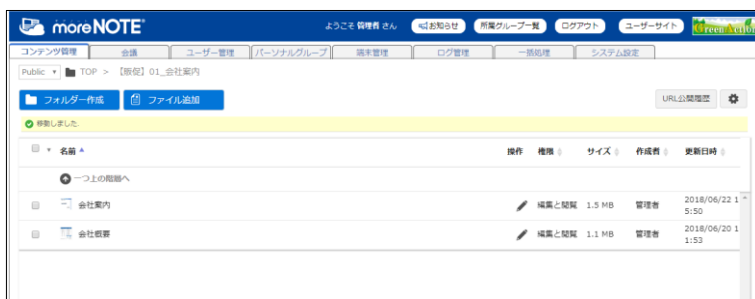 moreNOTE
ようこそ 管理者 さん お知らせ 所属グループ一覧 ログアウト ユーザーサイト Green Action
コンテンツ管理 会議 ユーザー管理 パーソナルグループ 端末管理 ログ管理 一括処理 システム設定
Public TOP > 【販促】01_会社案内
フォルダー作成 ファイル追加 URL公開履歴
移動しました.
名前 操作 権限 サイズ 作成者 更新日時
一つ上の階層へ
会社案内 編集と閲覧 1.5 MB 管理者 2018/06/22 1
5:50
会社概要 編集と閲覧 1.1 MB 管理者 2018/06/20 1
1:53